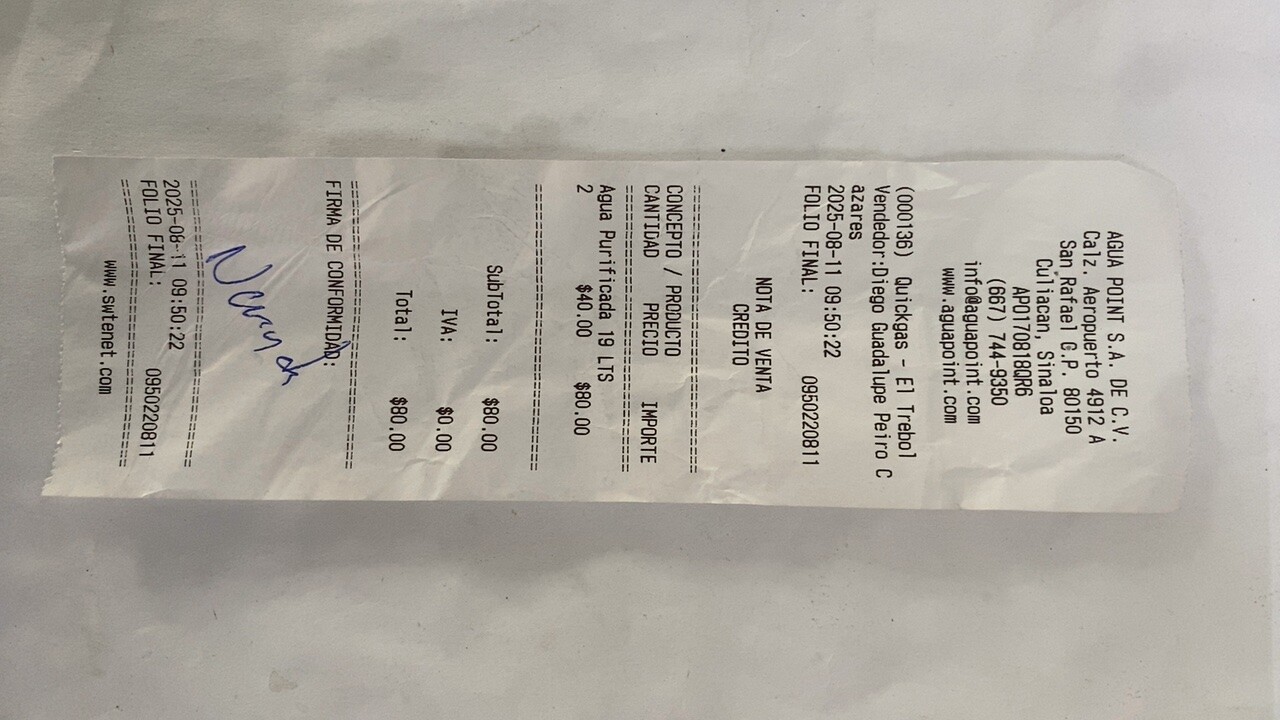 AGUA POINT S.A. DE C.V.
Calz. Aeropuerto 4912 A
San Rafael C.P. 80150
Culiacan, Sinaloa
APO170818QR6
(667) 744-9350
info@aguapoint.com
www.aguapoint.com
(000136) Quickgas - El Trebol
Vendedor:Diego Guadalupe Peiro C
azares
2025-08-11 09:50:22
FOLIO FINAL: 0950220811
NOTA DE VENTA
CREDITO
==============================
CONCEPTO / PRODUCTO
CANTIDAD PRECIO IMPORTE
==============================
Agua Purificada 19 LTS
2 $40.00 $80.00
==============================
SubTotal: $80.00
IVA: $0.00
Total: $80.00
==============================
FIRMA DE CONFORMIDAD:
==============================
2025-08-11 09:50:22
FOLIO FINAL: 0950220811
==============================
www.swtenet.com